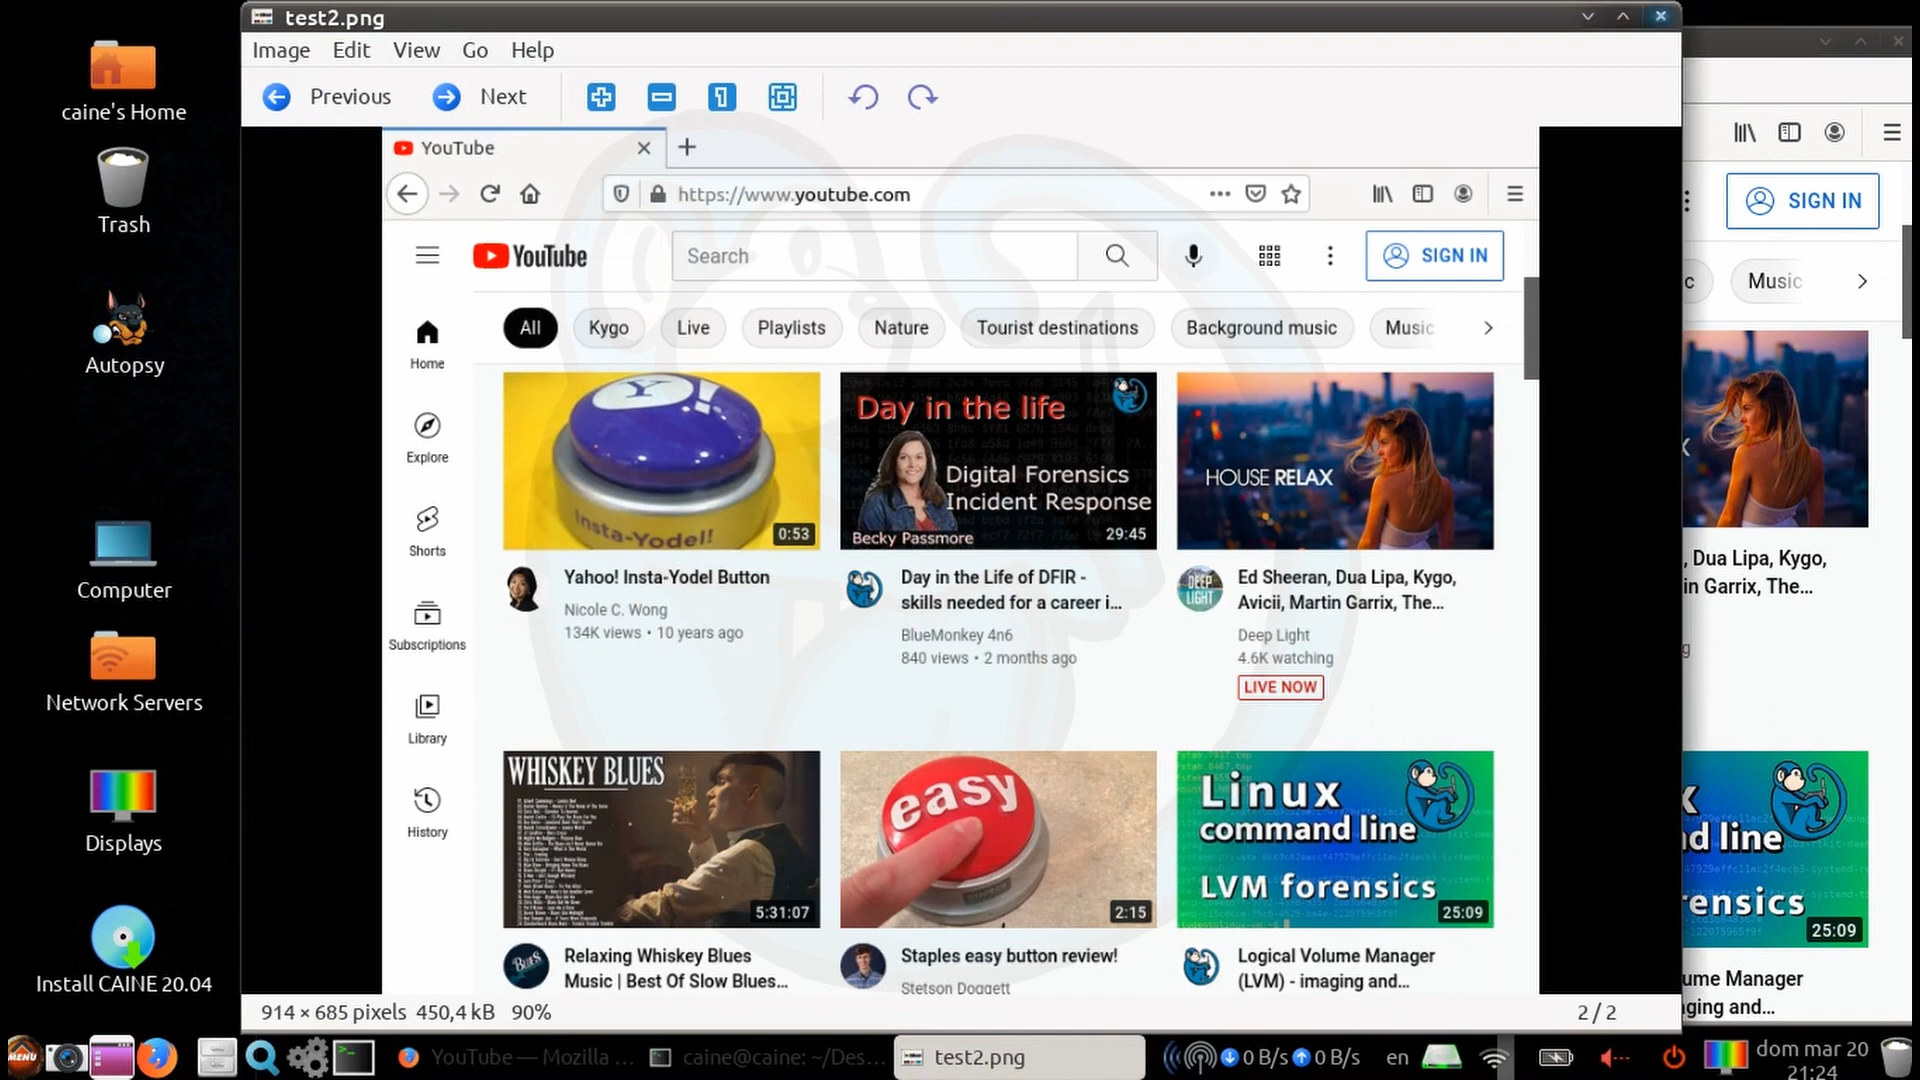 test2.png
Image Edit View Go Help
Previous Next
YouTube
https://www.youtube.com
YouTube
Search
SIGN IN
All Kygo Live Playlists Nature Tourist destinations Background music Music
Home
Explore
Shorts
Subscriptions
Library
History
Y!
Insta-Yodel!
0:53
Yahoo! Insta-Yodel Button
Nicole C. Wong
134K views • 10 years ago
Day in the life
Digital Forensics
Incident Response
Becky Passmore
29:45
Day in the Life of DFIR -
skills needed for a career i...
BlueMonkey 4n6
840 views • 2 months ago
HOUSE RELAX
DEEP
LIGHT
Ed Sheeran, Dua Lipa, Kygo,
Avicii, Martin Garrix, The...
Deep Light
4.6K watching
LIVE NOW
WHISKEY BLUES
5:31:07
BLUES
Relaxing Whiskey Blues
Music | Best Of Slow Blues...
easy
2:15
Staples easy button review!
Stetson Doggett
Linux
command line
LVM forensics
25:09
Logical Volume Manager
(LVM) - imaging and...
914 × 685 pixels 450,4 kB 90%
2 / 2
SIGN IN
c Music
, Dua Lipa, Kygo,
in Garrix, The...
g
x
d line
ensics
25:09
ume Manager
ging and...
caine's Home
Trash
Autopsy
Computer
Network Servers
Displays
Install CAINE 20.04
MENU
YouTube — Mozilla ...
caine@caine: ~/Des...
test2.png
0 B/s 0 B/s
en
dom mar 20
21:24